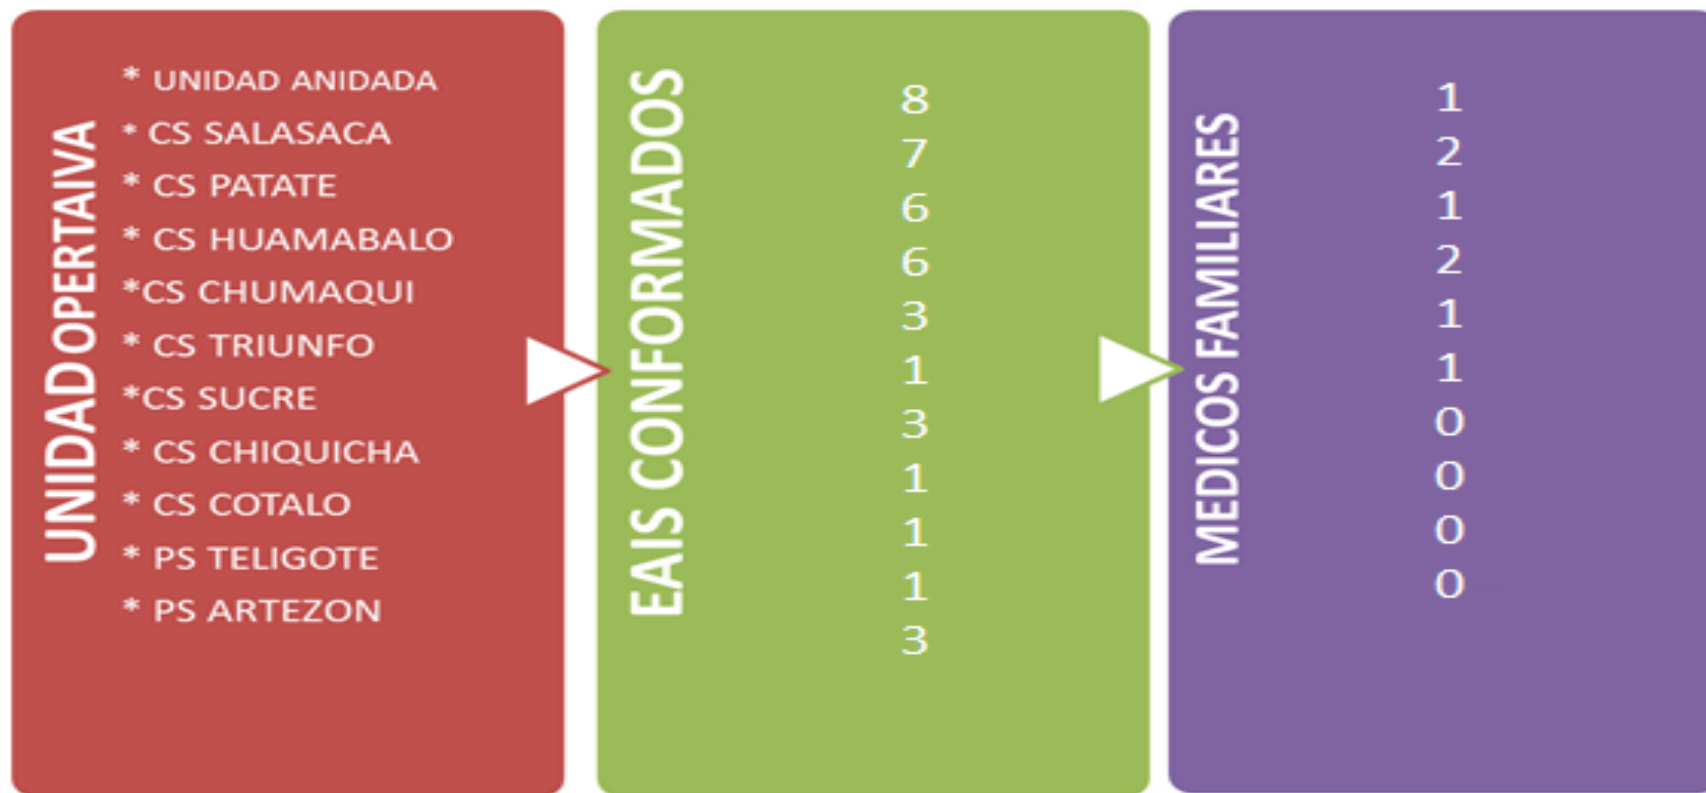 UNIDAD OPERTAIVA
* UNIDAD ANIDADA
* CS SALASACA
* CS PATATE
* CS HUAMABALO
*CS CHUMAQUI
* CS TRIUNFO
*CS SUCRE
* CS CHIQUICHA
* CS COTALO
* PS TELIGOTE
* PS ARTEZON
EAIS CONFORMADOS
8
7
6
6
3
1
3
1
1
1
3
MEDICOS FAMILIARES
1
2
1
2
1
1
0
0
0
0